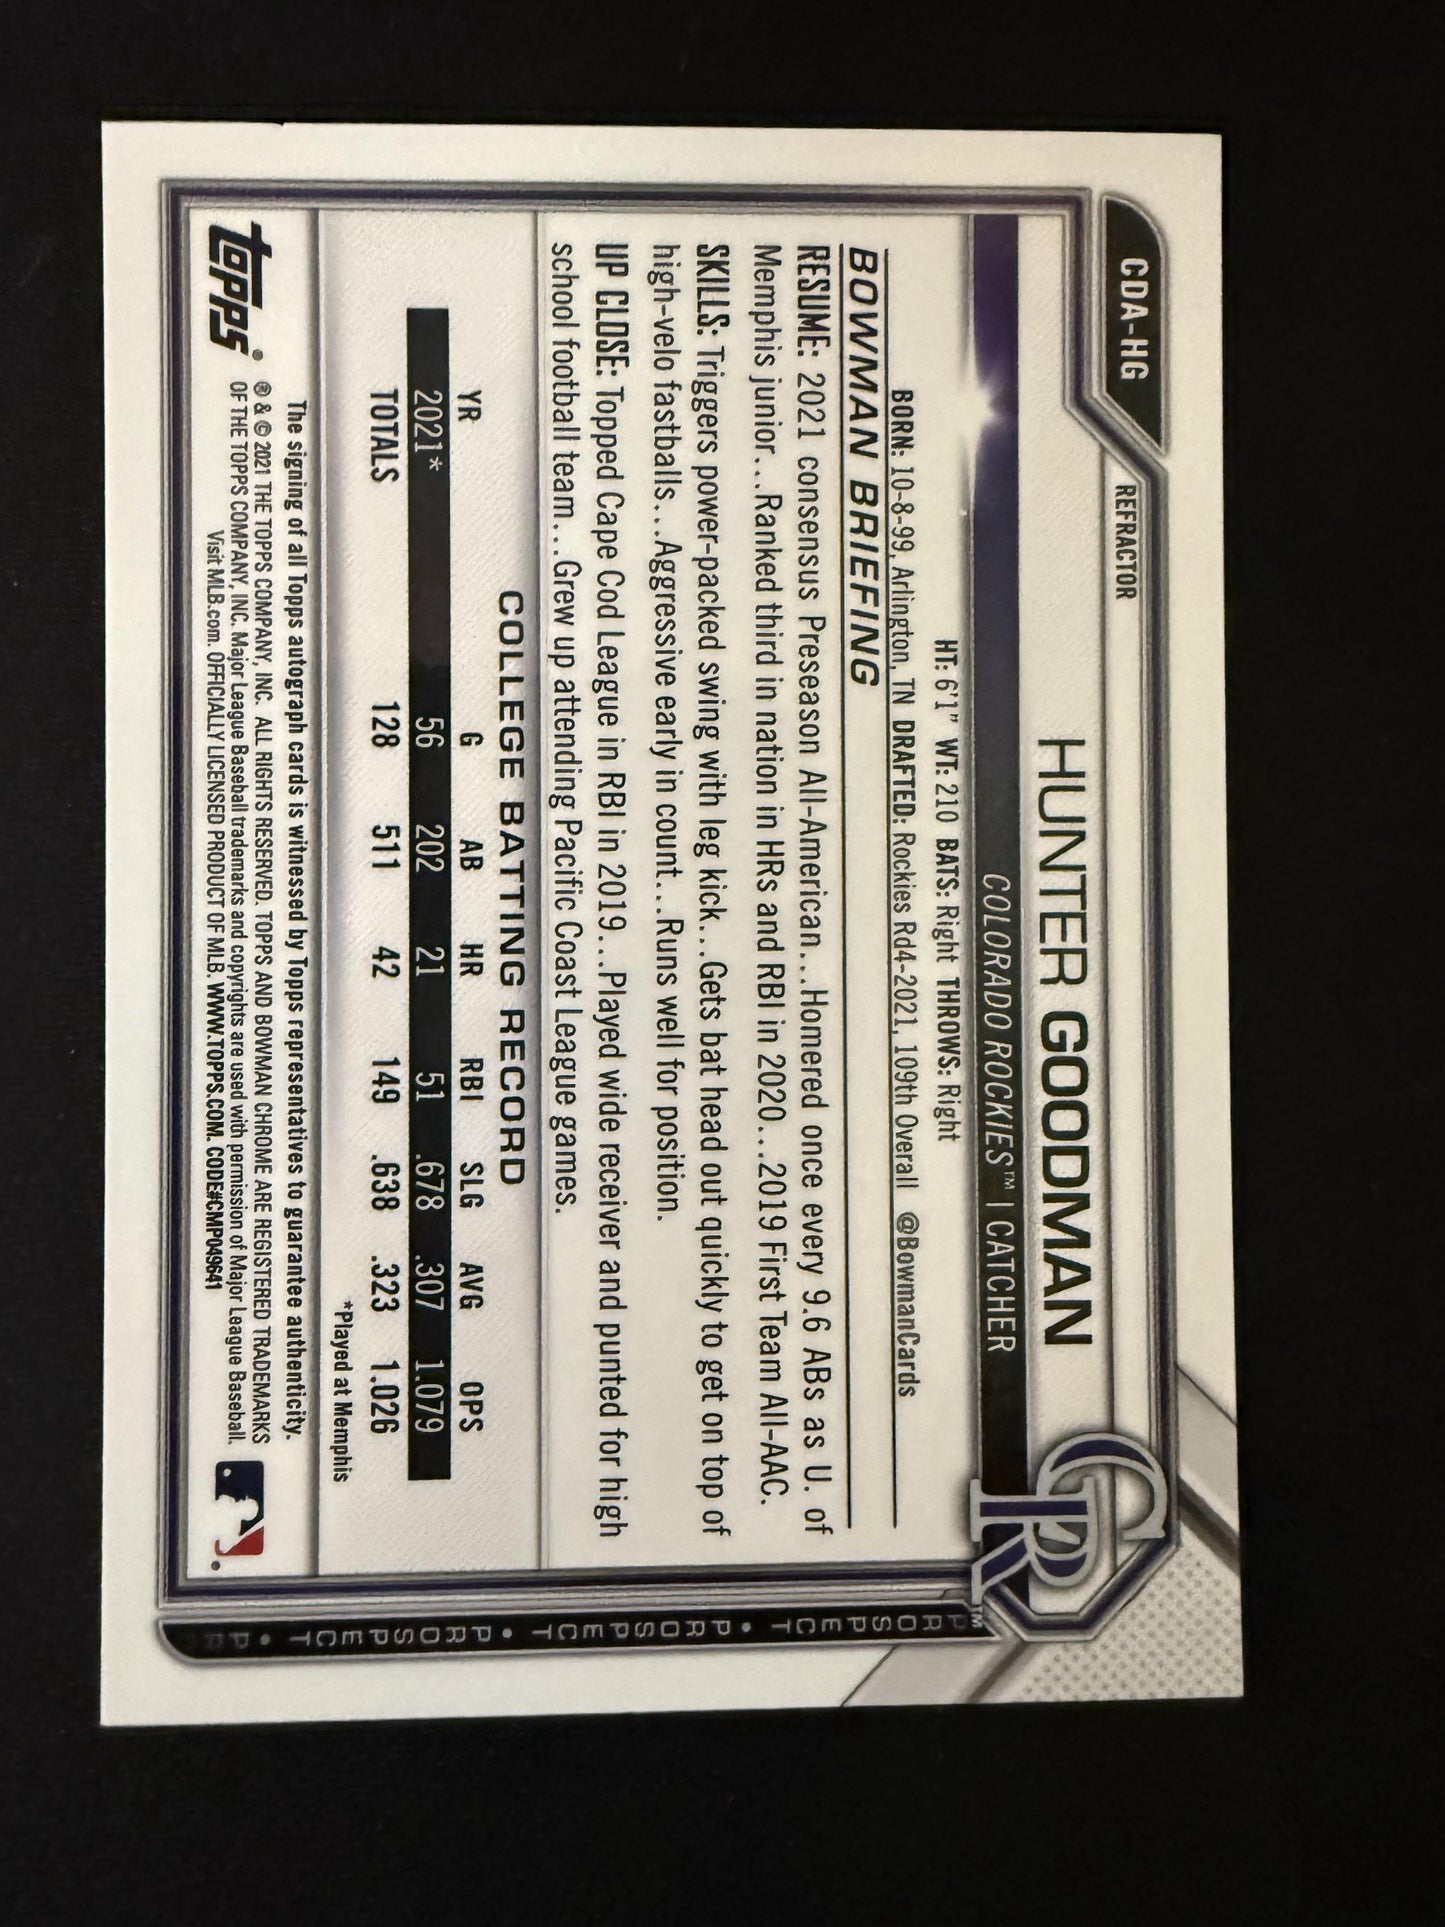 CDA-HG
REFRACTOR
HUNTER GOODMAN
COLORADO ROCKIES™ | CATCHER
CR™
HT: 6'1" WT: 210 BATS: Right THROWS: Right
BORN: 10-8-99, Arlington, TN DRAFTED: Rockies Rd4-2021, 109th Overall @BowmanCards
BOWMAN BRIEFING
RESUME: 2021 consensus Preseason All-American...Homered once every 9.6 ABs as U. of
Memphis junior...Ranked third in nation in HRs and RBI in 2020...2019 First Team All-AAC.
SKILLS: Triggers power-packed swing with leg kick...Gets bat head out quickly to get on top of
high-velo fastballs...Aggressive early in count...Runs well for position.
UP CLOSE: Topped Cape Cod League in RBI in 2019...Played wide receiver and punted for high
school football team...Grew up attending Pacific Coast League games.
COLLEGE BATTING RECORD
YR G AB HR RBI SLG AVG OPS
2021* 56 202 21 51 .678 .307 1.079
TOTALS 128 511 42 149 .638 .323 1.026
*Played at Memphis
The signing of all Topps autograph cards is witnessed by Topps representatives to guarantee authenticity.
topps®
® & © 2021 THE TOPPS COMPANY, INC. ALL RIGHTS RESERVED. TOPPS AND BOWMAN CHROME ARE REGISTERED TRADEMARKS
OF THE TOPPS COMPANY, INC. Major League Baseball trademarks and copyrights are used with permission of Major League Baseball.
Visit MLB.com. OFFICIALLY LICENSED PRODUCT OF MLB. WWW.TOPPS.COM. CODE#CMP049641
PROSPECT • PROSPECT • PROSPECT • PR